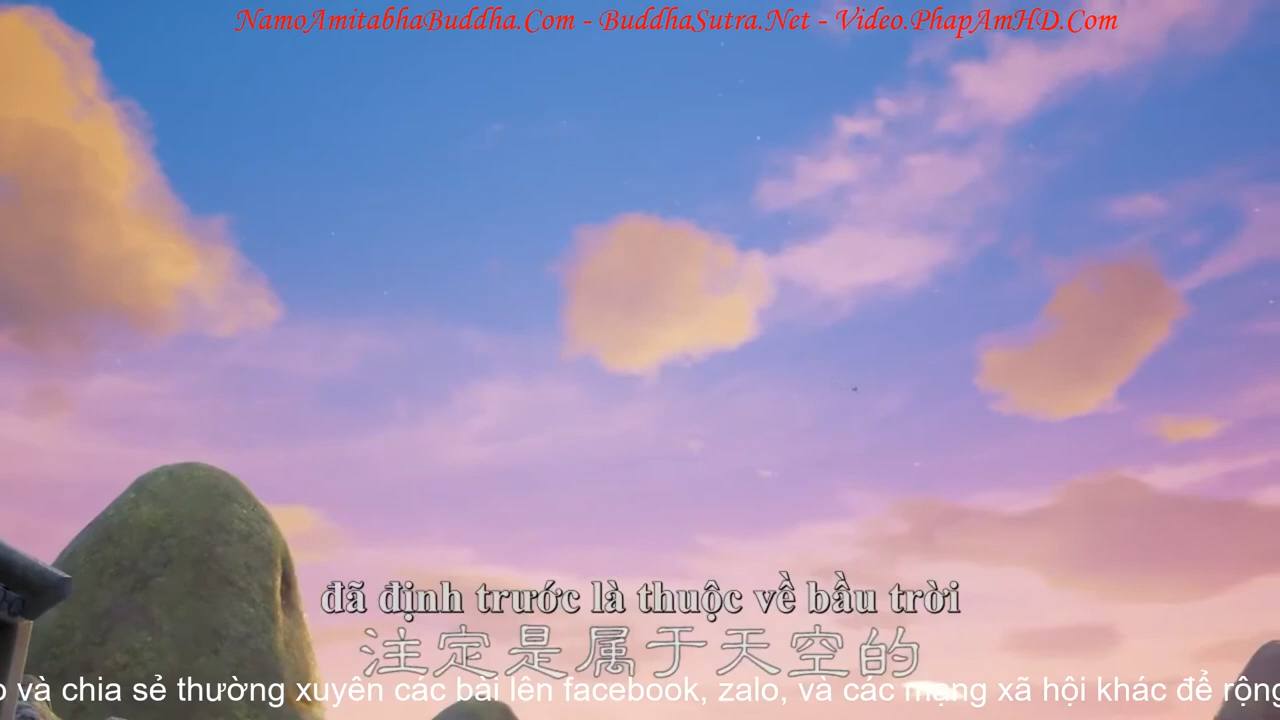 NamoAmitabhaBuddha.Com - BuddhaSutra.Net - Video.PhapAmHD.Com
đã định trước là thuộc về bầu trời
注定是属于天空的
o và chia sẻ thường xuyên các bài lên facebook, zalo, và các mạng xã hội khác để rộng